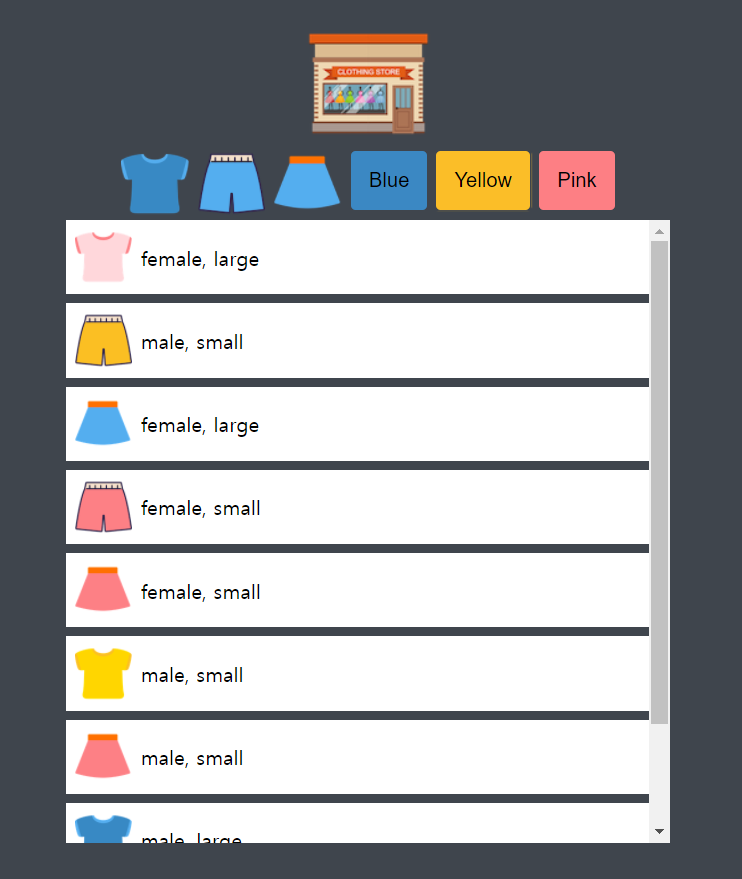 CLOTHING STORE
Blue Yellow Pink
female, large
male, small
female, large
female, small
female, small
male, small
male, small
male, large